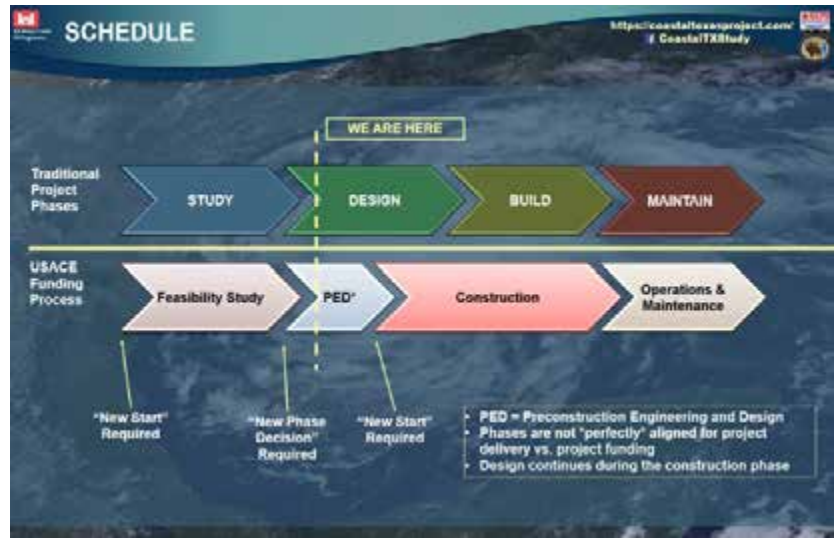 SCHEDULE
https://coastaltexasproject.com/
CoastalTXStudy
WE ARE HERE
Traditional
Project
Phases
STUDY
DESIGN
BUILD
MAINTAIN
USACE
Funding
Process
Feasibility Study
PED*
Construction
Operations &
Maintenance
"New Start"
Required
"New Phase
Decision"
Required
"New Start"
Required
• PED = Preconstruction Engineering and Design
• Phases are not "perfectly" aligned for project
delivery vs. project funding
• Design continues during the construction phase